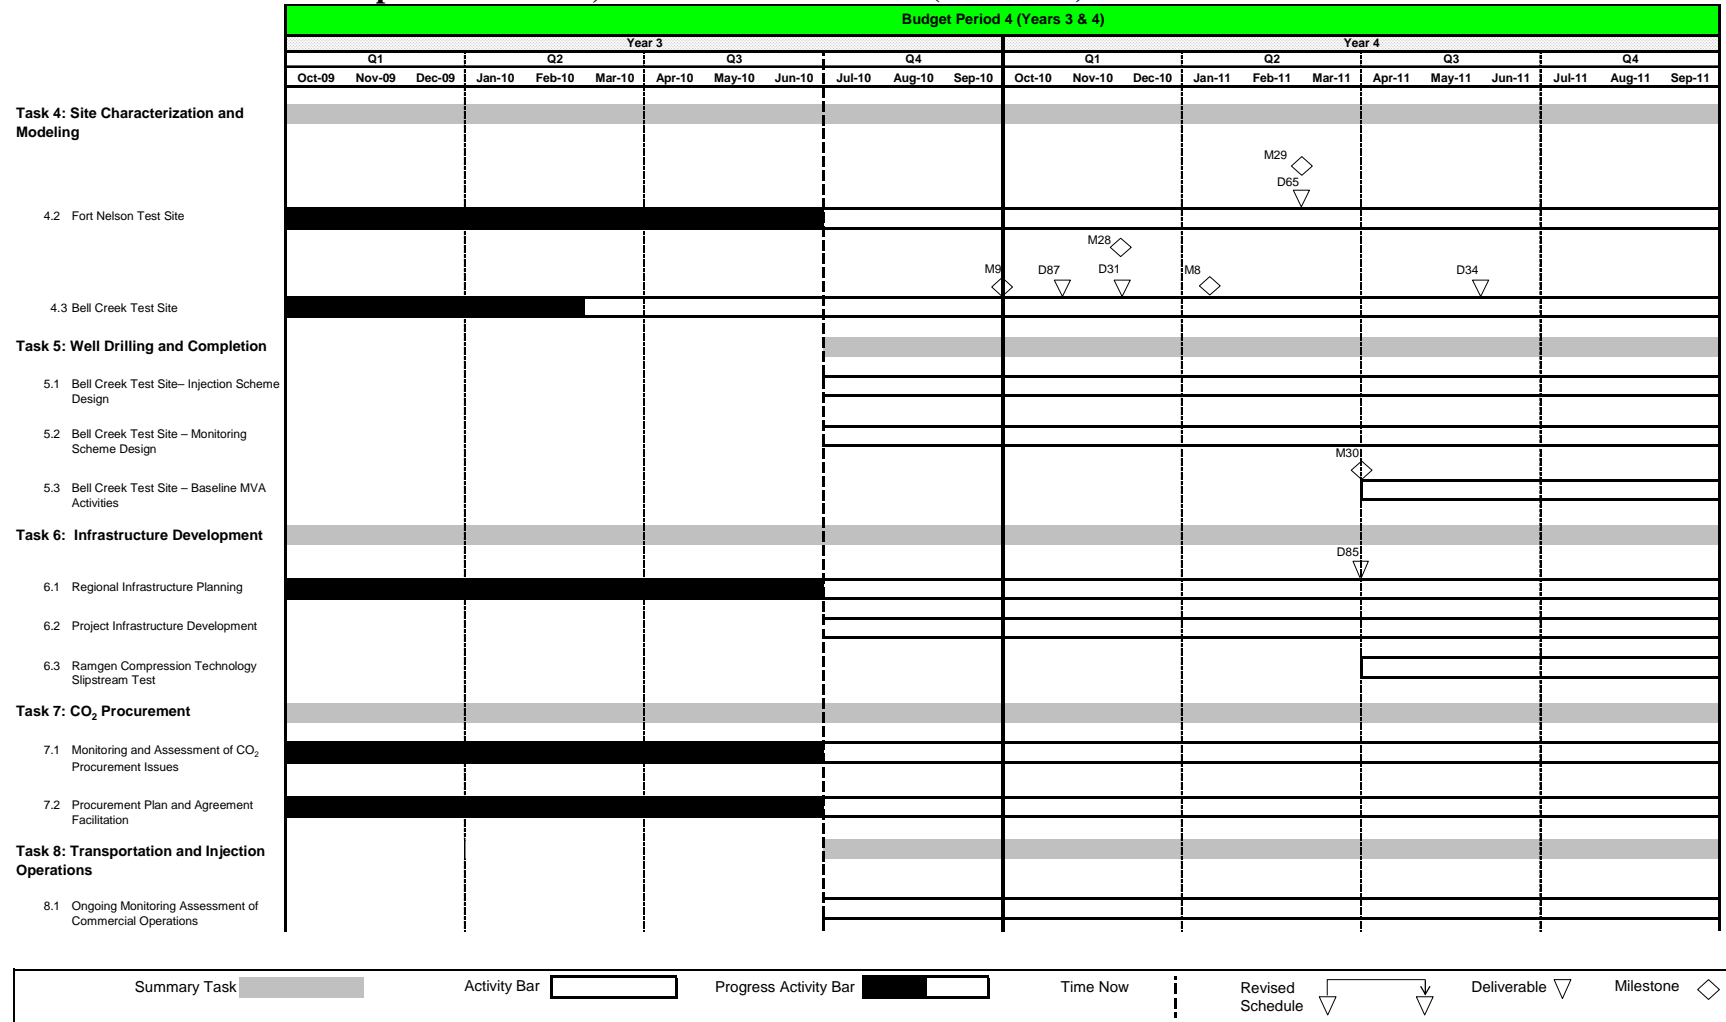 Budget Period 4 (Years 3 & 4)
Year 3 Year 4
Q1 Q2 Q3 Q4 Q1 Q2 Q3 Q4
Oct-09 Nov-09 Dec-09 Jan-10 Feb-10 Mar-10 Apr-10 May-10 Jun-10 Jul-10 Aug-10 Sep-10 Oct-10 Nov-10 Dec-10 Jan-11 Feb-11 Mar-11 Apr-11 May-11 Jun-11 Jul-11 Aug-11 Sep-11
Task 4: Site Characterization and
Modeling
M29
D65
4.2 Fort Nelson Test Site
M28
M9 D87 D31 M8 D34
4.3 Bell Creek Test Site
Task 5: Well Drilling and Completion
5.1 Bell Creek Test Site– Injection Scheme
Design
5.2 Bell Creek Test Site – Monitoring
Scheme Design
M30
5.3 Bell Creek Test Site – Baseline MVA
Activities
Task 6: Infrastructure Development
D85
6.1 Regional Infrastructure Planning
6.2 Project Infrastructure Development
6.3 Ramgen Compression Technology
Slipstream Test
Task 7: CO₂ Procurement
7.1 Monitoring and Assessment of CO₂
Procurement Issues
7.2 Procurement Plan and Agreement
Facilitation
Task 8: Transportation and Injection
Operations
8.1 Ongoing Monitoring Assessment of
Commercial Operations
Summary Task Activity Bar Progress Activity Bar Time Now Revised Deliverable Milestone
Schedule